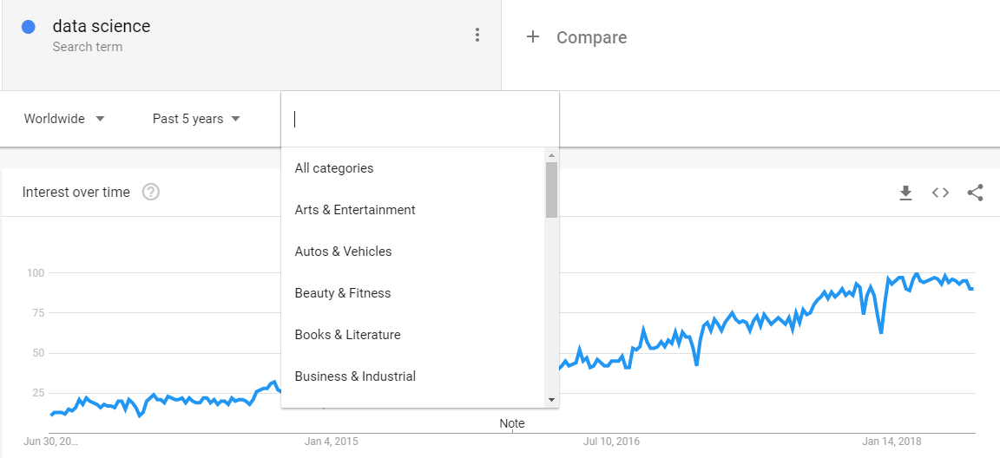 data science
Search term
Compare
Worldwide
Past 5 years
All categories
Arts & Entertainment
Autos & Vehicles
Beauty & Fitness
Books & Literature
Business & Industrial
Interest over time
?
100
75
50
25
Note
Jun 30, 20...
Jan 4, 2015
Jul 10, 2016
Jan 14, 2018